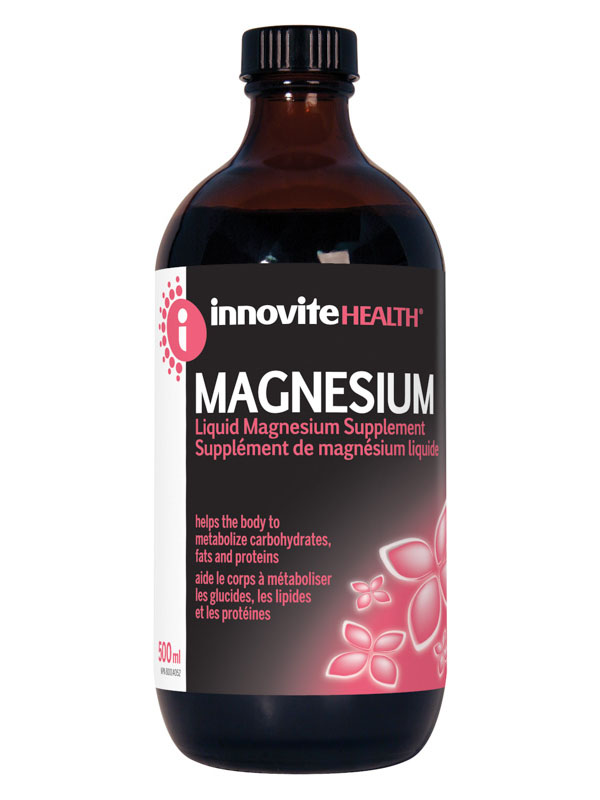 i
innovite HEALTH®
MAGNESIUM
Liquid Magnesium Supplement
Supplément de magnésium liquide
helps the body to
metabolize carbohydrates,
fats and proteins
aide le corps à métaboliser
les glucides, les lipides
et les protéines
500 ml